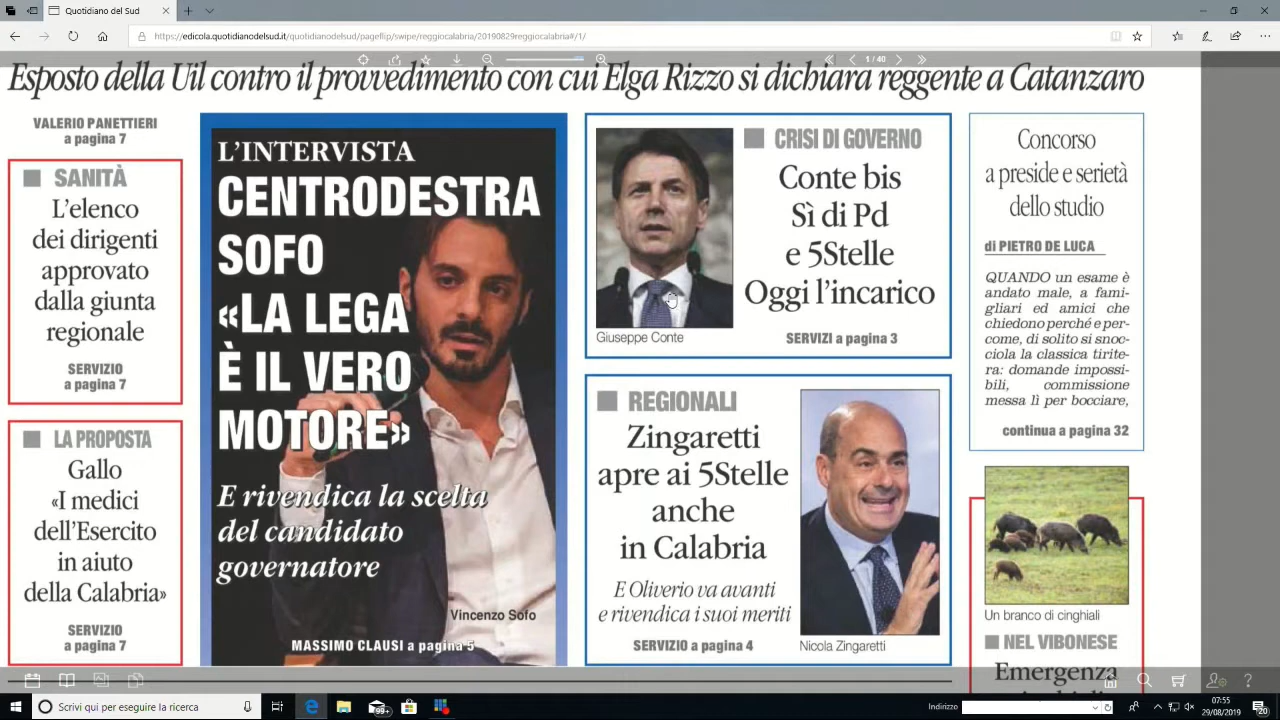 Quotidiano del Sud
https://edicola.quotidianodelsud.it/quotidianodelsud/pageflip/swipe/reggiocalabria/20190829reggiocalabria#/1/
1 / 40
Esposto della Uil contro il provvedimento con cui Elga Rizzo si dichiara reggente a Catanzaro
VALERIO PANETTIERI
a pagina 7
SANITÀ
L'elenco
dei dirigenti
approvato
dalla giunta
regionale
SERVIZIO
a pagina 7
LA PROPOSTA
Gallo
«I medici
dell'Esercito
in aiuto
della Calabria»
SERVIZIO
a pagina 7
L'INTERVISTA
CENTRODESTRA
SOFO
«LA LEGA
È IL VERO
MOTORE»
E rivendica la scelta
del candidato
governatore
Vincenzo Sofo
MASSIMO CLAUSI a pagina 5
CRISI DI GOVERNO
Conte bis
Sì di Pd
e 5Stelle
Oggi l'incarico
Giuseppe Conte
SERVIZI a pagina 3
REGIONALI
Zingaretti
apre ai 5Stelle
anche
in Calabria
E Oliverio va avanti
e rivendica i suoi meriti
SERVIZIO a pagina 4
Nicola Zingaretti
Concorso
a preside e serietà
dello studio
di PIETRO DE LUCA
QUANDO un esame è
andato male, a fami-
gliari ed amici che
chiedono perché e per-
come, di solito si snoc-
ciola la classica tirite-
ra: domande impossi-
bili, commissione
messa lì per bocciare,
continua a pagina 32
Un branco di cinghiali
NEL VIBONESE
Emergenza
Scrivi qui per eseguire la ricerca
99+
Indirizzo
07:55
29/08/2019
20